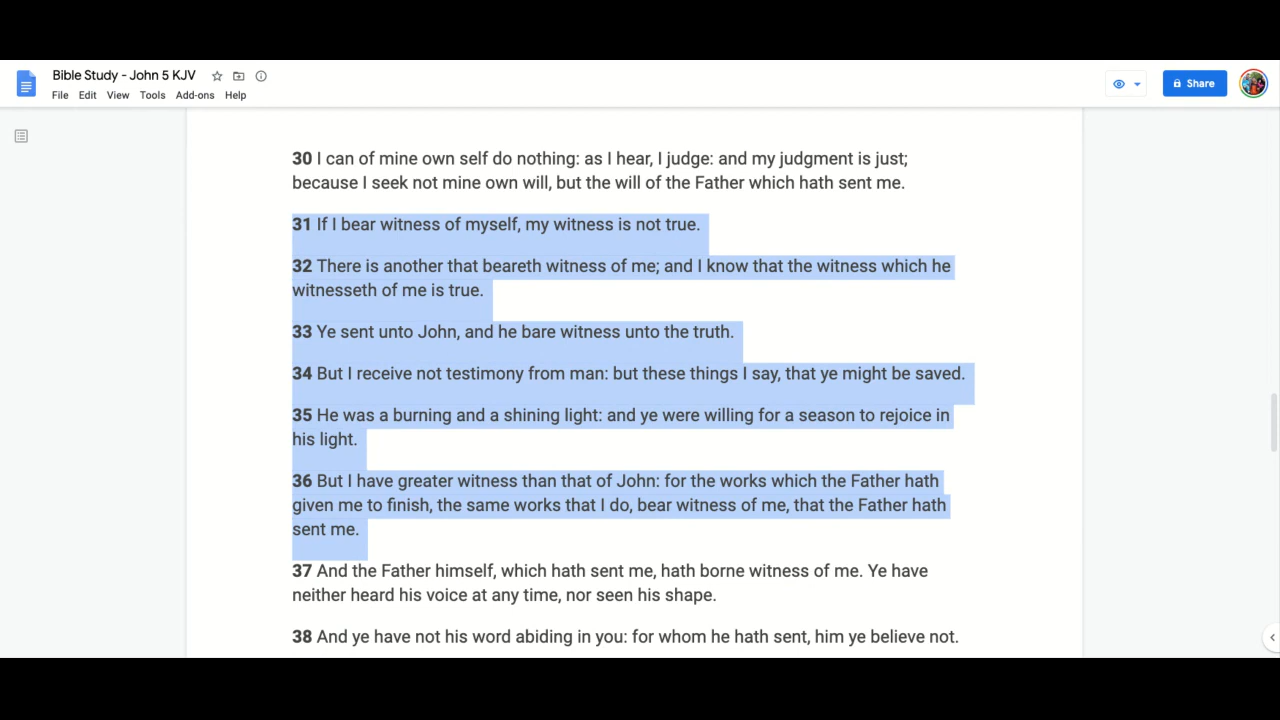 Bible Study - John 5 KJV
File Edit View Tools Add-ons Help
Share
30 I can of mine own self do nothing: as I hear, I judge: and my judgment is just;
because I seek not mine own will, but the will of the Father which hath sent me.
31 If I bear witness of myself, my witness is not true.
32 There is another that beareth witness of me; and I know that the witness which he
witnesseth of me is true.
33 Ye sent unto John, and he bare witness unto the truth.
34 But I receive not testimony from man: but these things I say, that ye might be saved.
35 He was a burning and a shining light: and ye were willing for a season to rejoice in
his light.
36 But I have greater witness than that of John: for the works which the Father hath
given me to finish, the same works that I do, bear witness of me, that the Father hath
sent me.
37 And the Father himself, which hath sent me, hath borne witness of me. Ye have
neither heard his voice at any time, nor seen his shape.
38 And ye have not his word abiding in you: for whom he hath sent, him ye believe not.